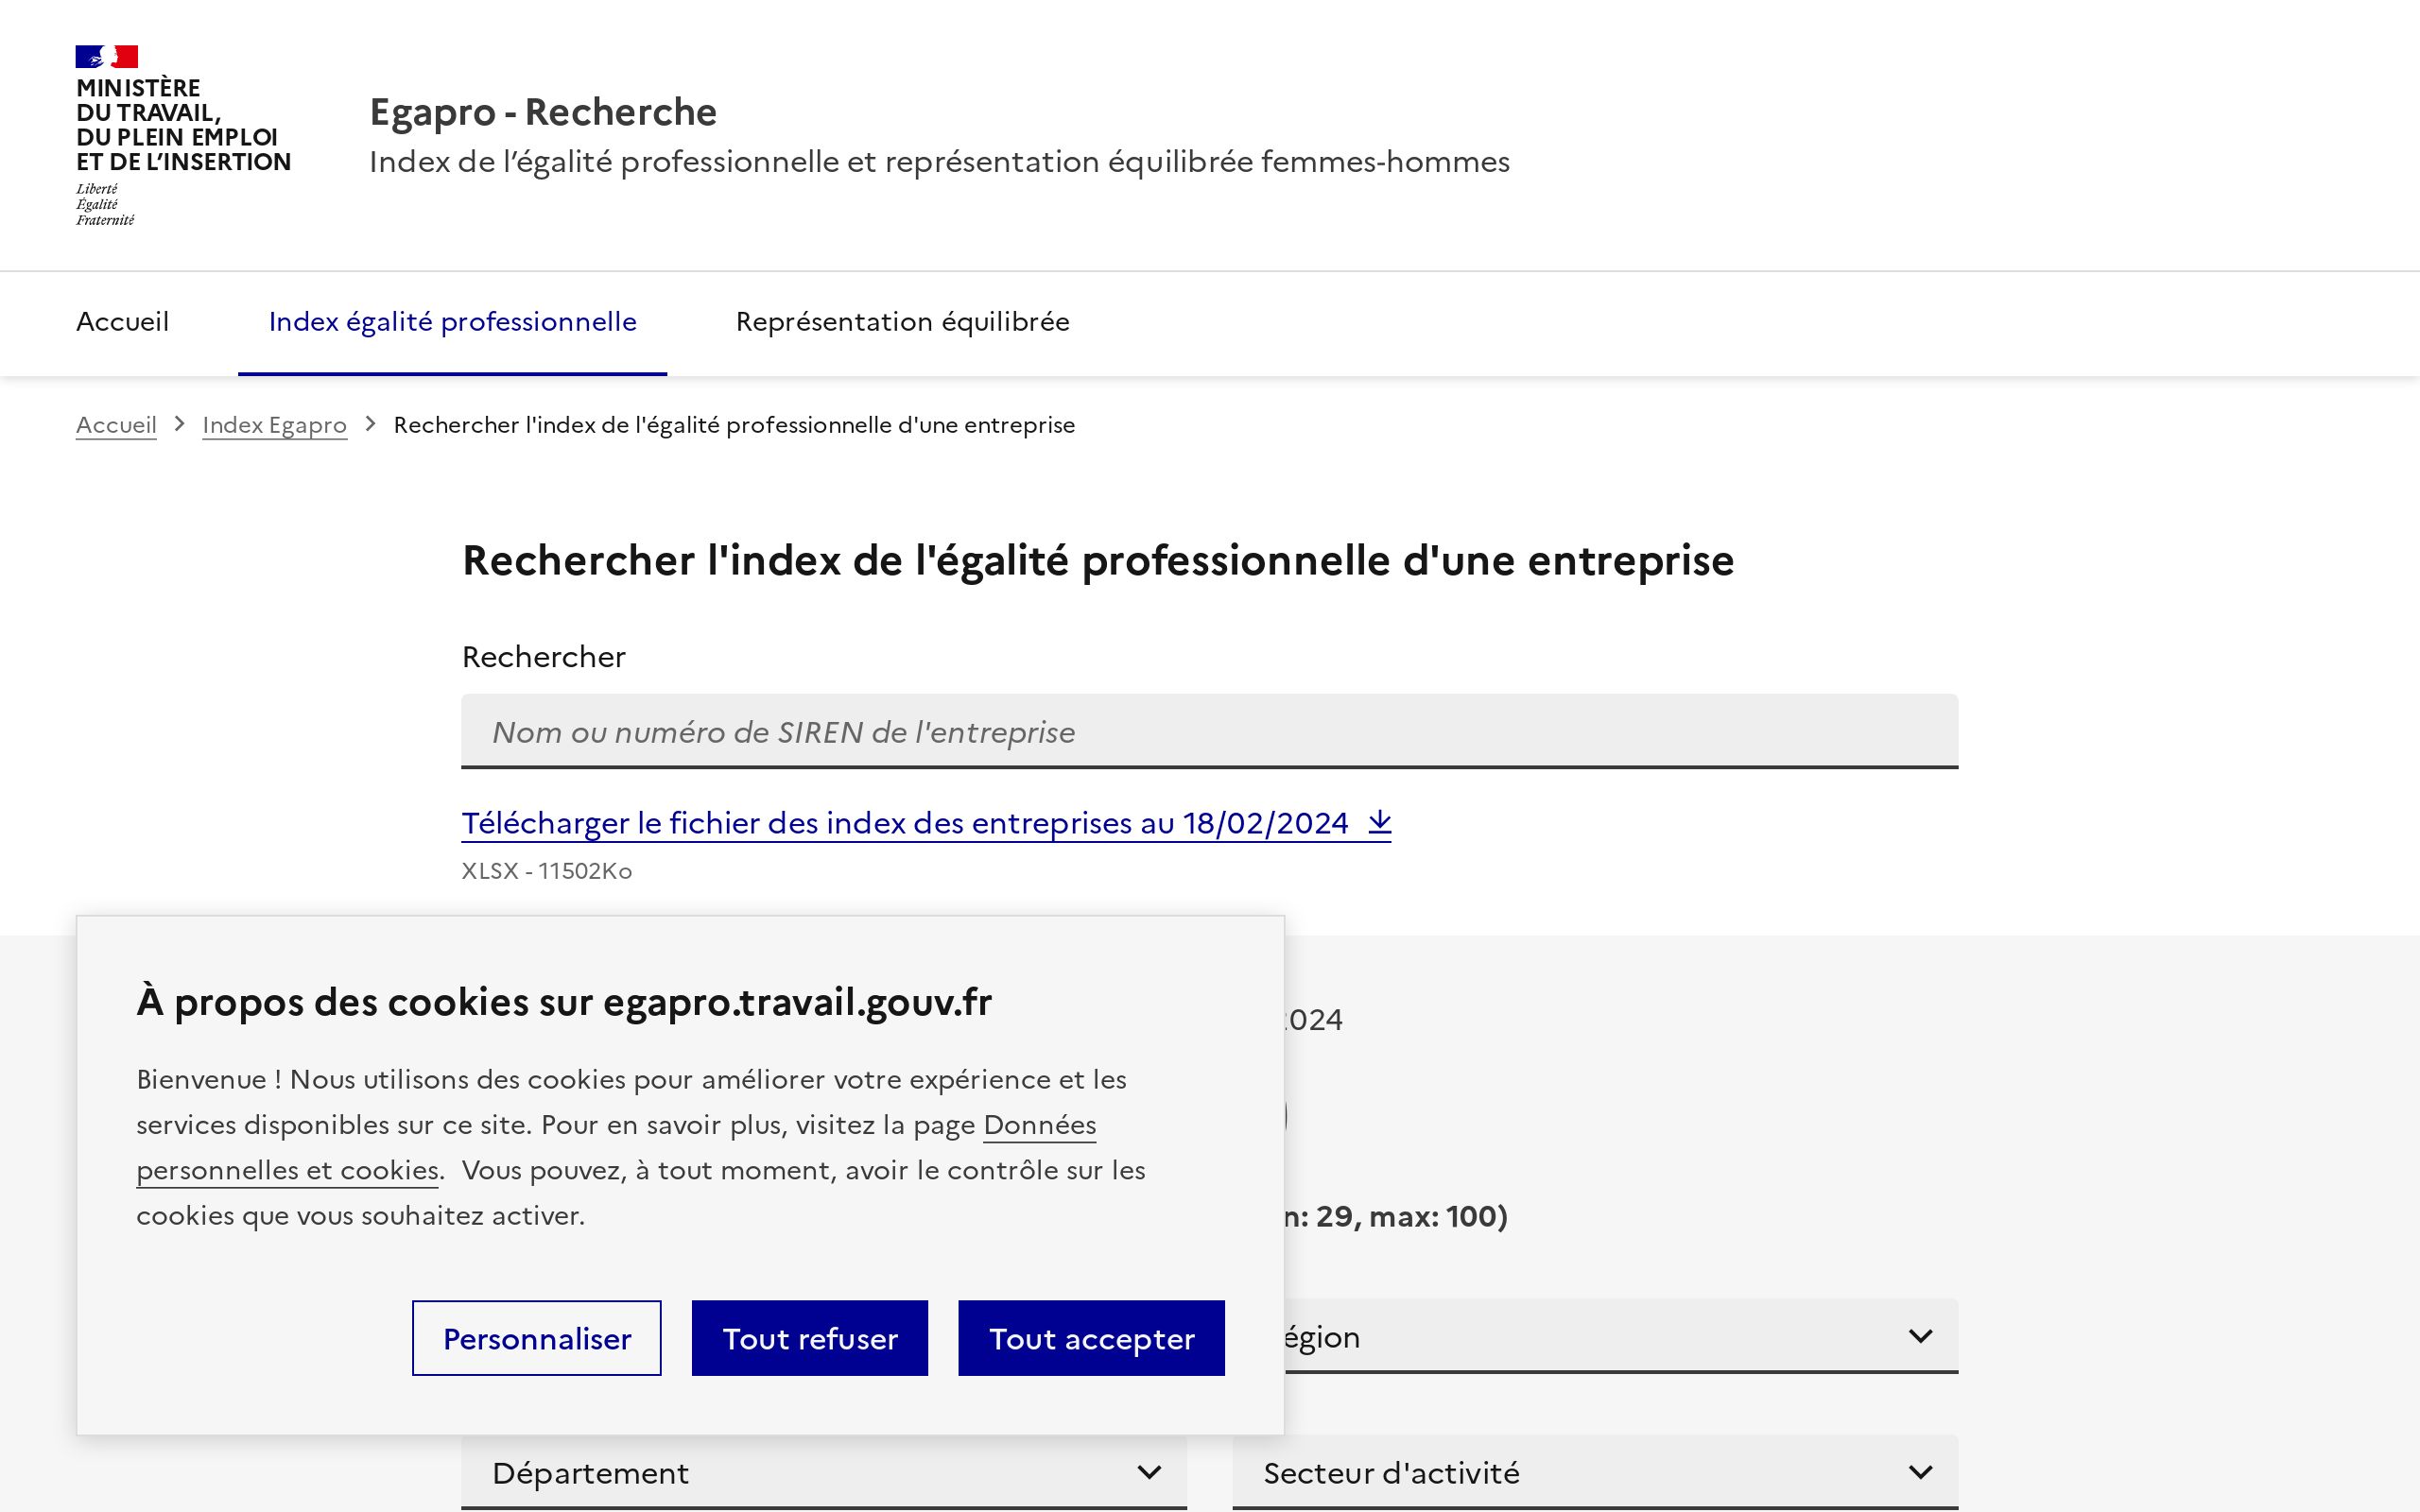 MINISTÈRE
DU TRAVAIL,
DU PLEIN EMPLOI
ET DE L’INSERTION
Liberté
Égalité
Fraternité
Egapro - Recherche
Index de l’égalité professionnelle et représentation équilibrée femmes-hommes
Accueil
Index égalité professionnelle
Représentation équilibrée
Accueil
Index Egapro
Rechercher l'index de l'égalité professionnelle d'une entreprise
Rechercher l'index de l'égalité professionnelle d'une entreprise
Rechercher
Nom ou numéro de SIREN de l'entreprise
Télécharger le fichier des index des entreprises au 18/02/2024
XLSX - 11502Ko
À propos des cookies sur egapro.travail.gouv.fr
Bienvenue ! Nous utilisons des cookies pour améliorer votre expérience et les
services disponibles sur ce site. Pour en savoir plus, visitez la page Données
personnelles et cookies. Vous pouvez, à tout moment, avoir le contrôle sur les
cookies que vous souhaitez activer.
Personnaliser
Tout refuser
Tout accepter
29, max: 100)
Département
Secteur d'activité